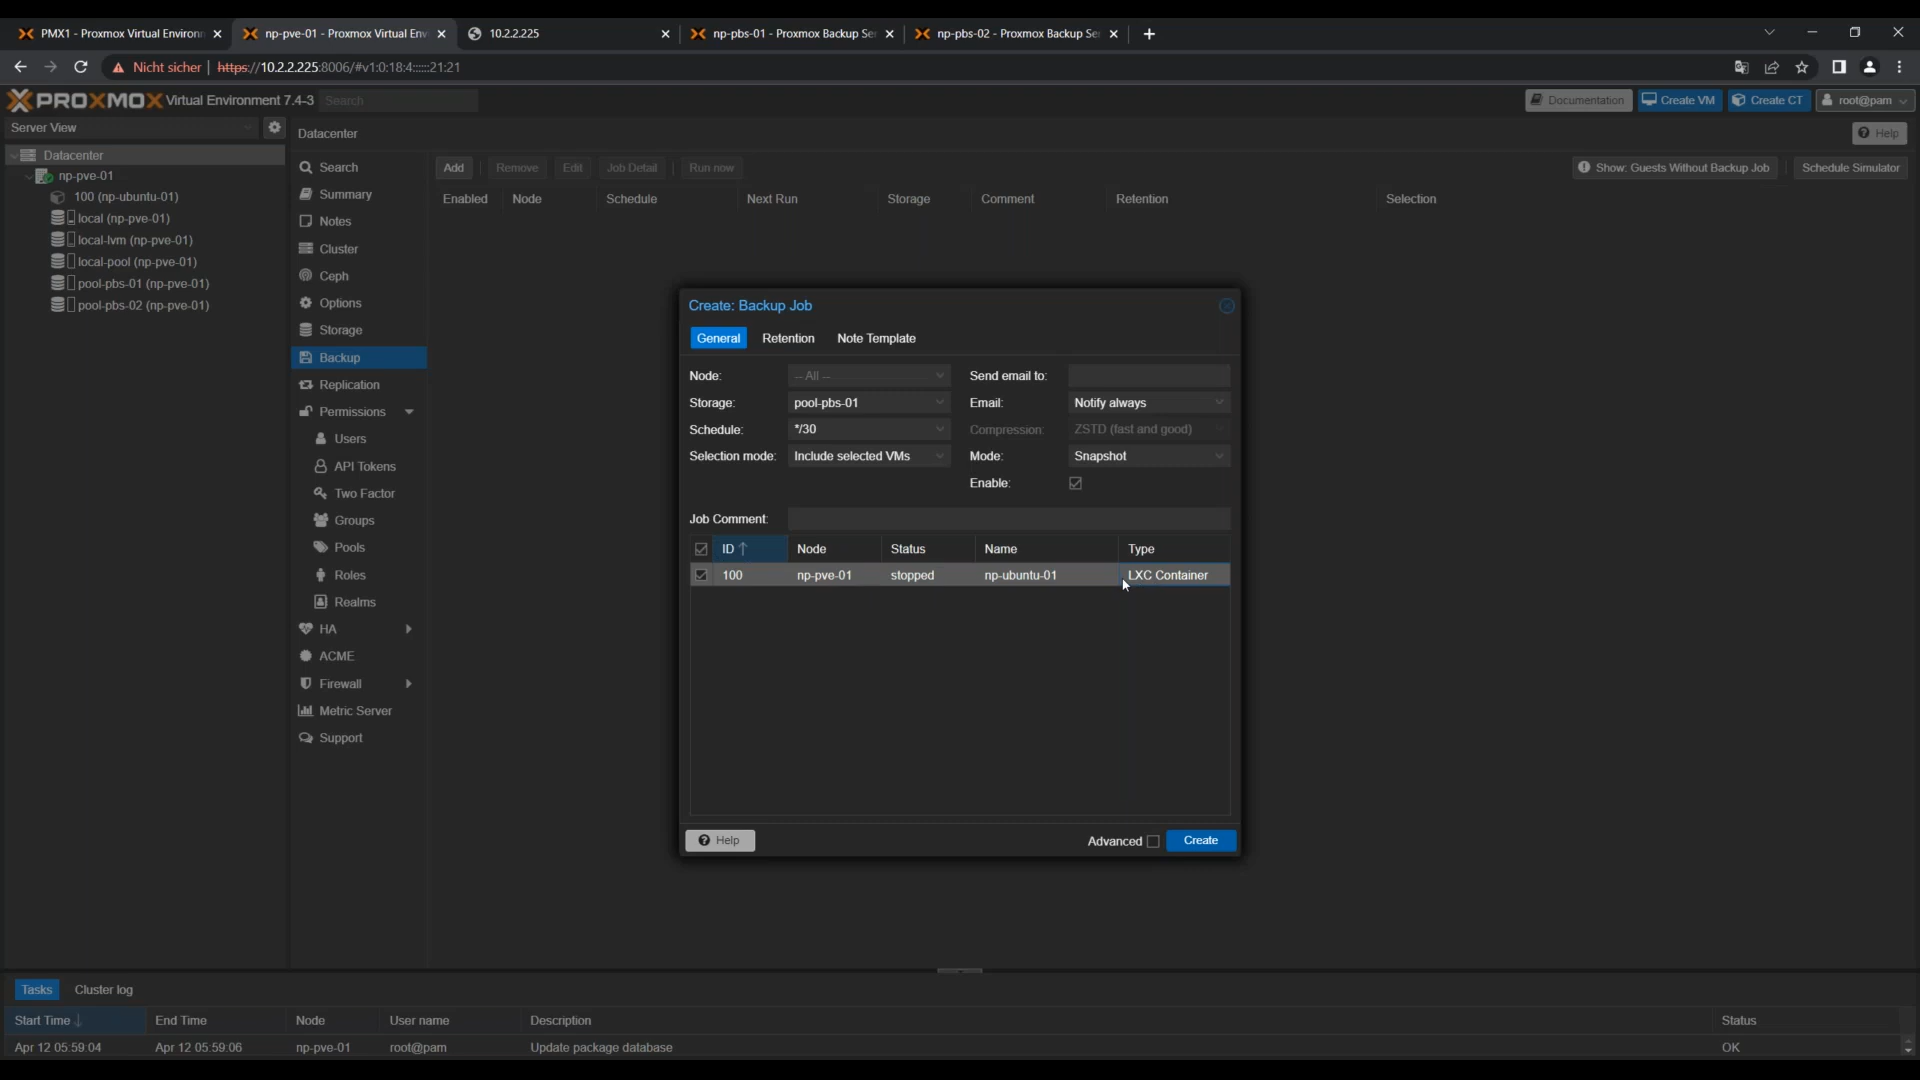 PMX1 - Proxmox Virtual Environ
np-pve-01 - Proxmox Virtual Env
10.2.2.225
np-pbs-01 - Proxmox Backup Se
np-pbs-02 - Proxmox Backup Se
Nicht sicher
https://10.2.2.225:8006/#v1:0:18:4:::::21:21
PROXMOX Virtual Environment 7.4-3
Search
Documentation
Create VM
Create CT
root@pam
Server View
Datacenter
Help
Datacenter
np-pve-01
100 (np-ubuntu-01)
local (np-pve-01)
local-lvm (np-pve-01)
local-pool (np-pve-01)
pool-pbs-01 (np-pve-01)
pool-pbs-02 (np-pve-01)
Search
Summary
Notes
Cluster
Ceph
Options
Storage
Backup
Replication
Permissions
Users
API Tokens
Two Factor
Groups
Pools
Roles
Realms
HA
ACME
Firewall
Metric Server
Support
Add
Remove
Edit
Job Detail
Run now
Show: Guests Without Backup Job
Schedule Simulator
Enabled
Node
Schedule
Next Run
Storage
Comment
Retention
Selection
Create: Backup Job
General
Retention
Note Template
Node:
-- All --
Send email to:
Storage:
pool-pbs-01
Email:
Notify always
Schedule:
*/30
Compression:
ZSTD (fast and good)
Selection mode:
Include selected VMs
Mode:
Snapshot
Enable:
Job Comment:
ID
Node
Status
Name
Type
100
np-pve-01
stopped
np-ubuntu-01
LXC Container
Help
Advanced
Create
Tasks
Cluster log
Start Time
End Time
Node
User name
Description
Status
Apr 12 05:59:04
Apr 12 05:59:06
np-pve-01
root@pam
Update package database
OK